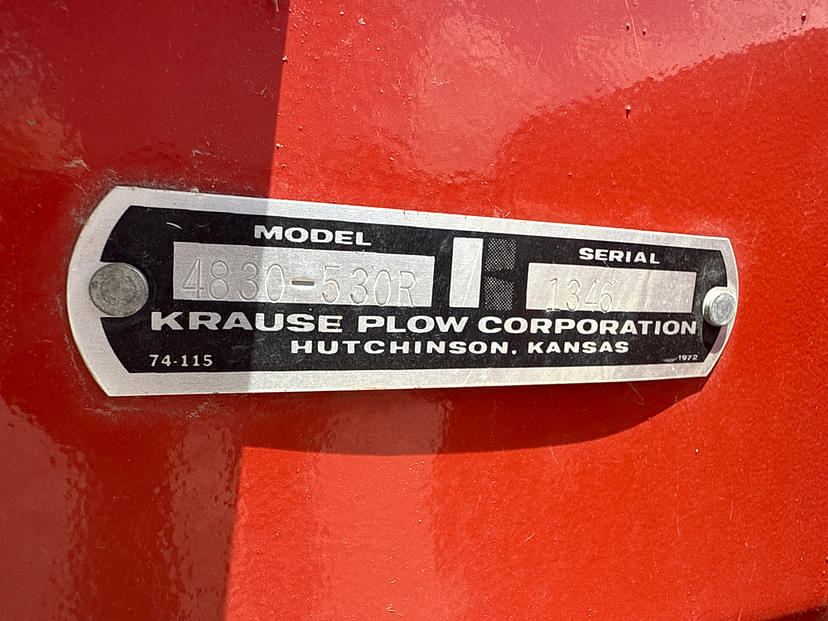 MODEL SERIAL
4830-530R 1346
KRAUSE PLOW CORPORATION
HUTCHINSON, KANSAS
74-115 1972